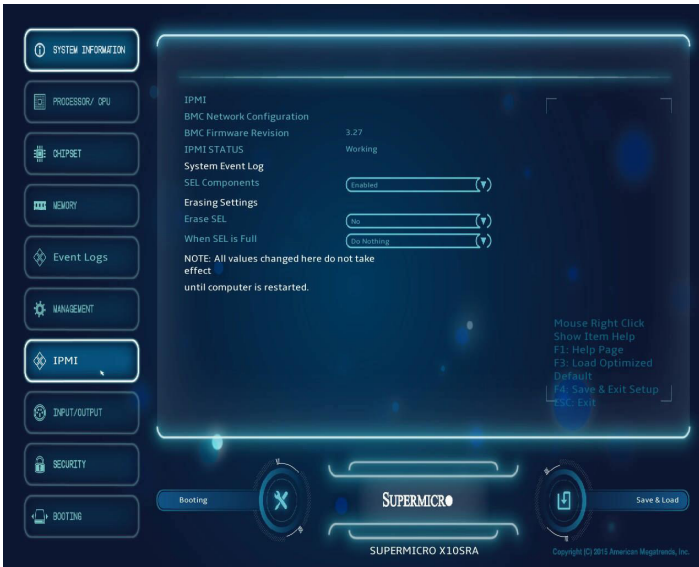 SYSTEM INFORMATION
PROCESSOR/ CPU
CHIPSET
MEMORY
Event Logs
MANAGEMENT
IPMI
INPUT/OUTPUT
SECURITY
BOOTING
IPMI
BMC Network Configuration
BMC Firmware Revision 3.27
IPMI STATUS Working
System Event Log
SEL Components Enabled
Erasing Settings
Erase SEL No
When SEL is Full Do Nothing
NOTE: All values changed here do not take
effect
until computer is restarted.
Mouse Right Click
Show Item Help
F1: Help Page
F3: Load Optimized
Default
F4: Save & Exit Setup
ESC: Exit
Booting
SUPERMICRO
Save & Load
SUPERMICRO X10SRA
Copyright (C) 2015 American Megatrends, Inc.